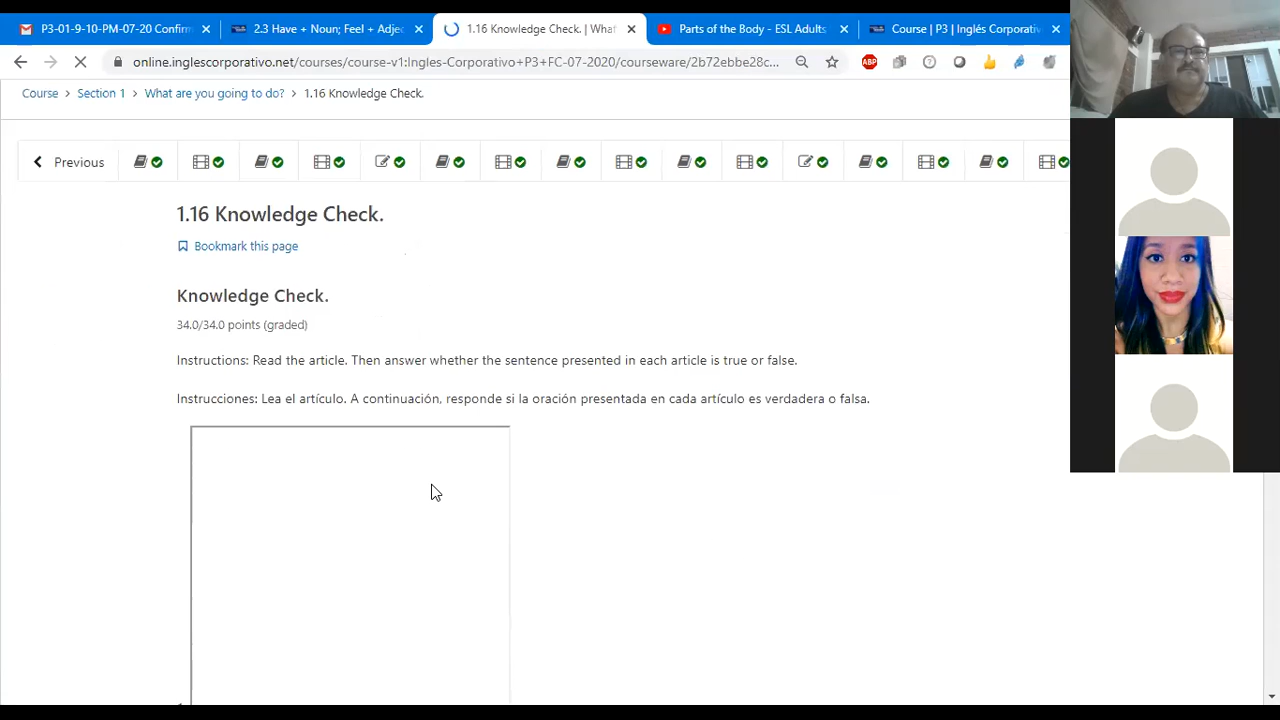 P3-01-9-10-PM-07-20 Confirm
2.3 Have + Noun; Feel + Adjec
1.16 Knowledge Check. | What
Parts of the Body - ESL Adults
Course | P3 | Inglés Corporativ
online.inglescorporativo.net/courses/course-v1:Ingles-Corporativo+P3+FC-07-2020/courseware/2b72ebbe28c...
ABP
Course > Section 1 > What are you going to do? > 1.16 Knowledge Check.
Previous
1.16 Knowledge Check.
Bookmark this page
Knowledge Check.
34.0/34.0 points (graded)
Instructions: Read the article. Then answer whether the sentence presented in each article is true or false.
Instrucciones: Lea el artículo. A continuación, responde si la oración presentada en cada artículo es verdadera o falsa.